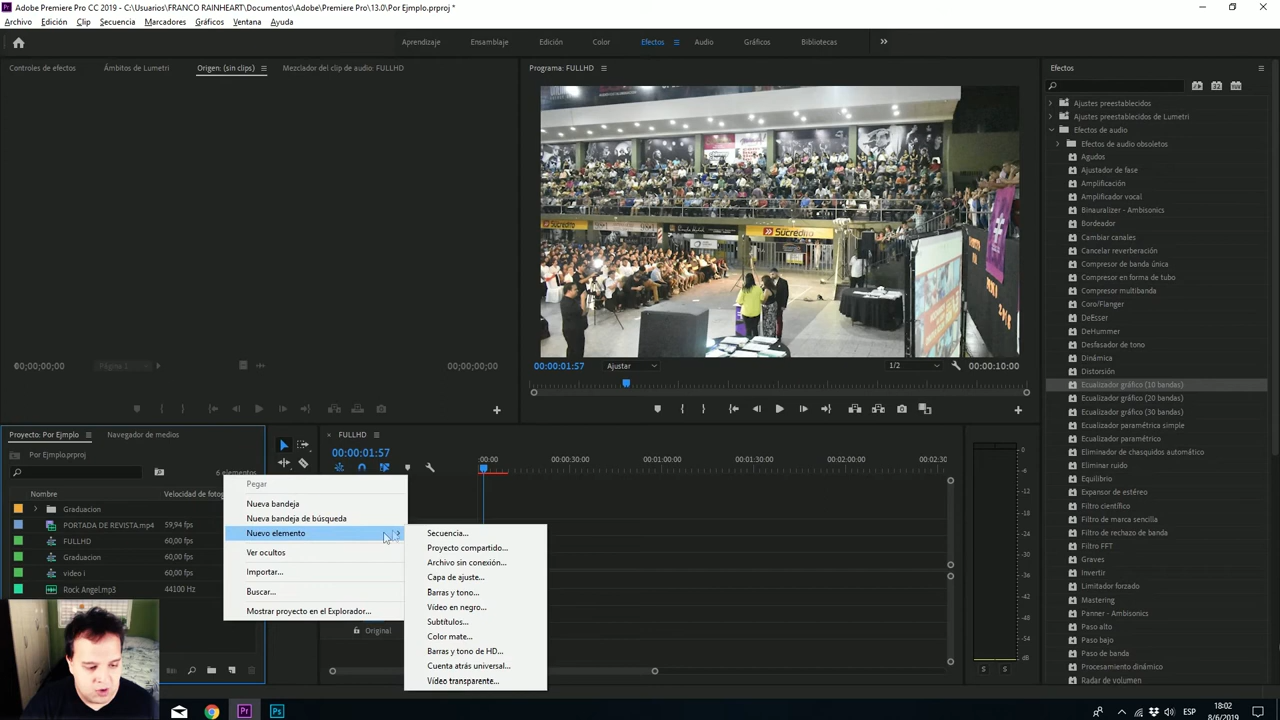 Adobe Premiere Pro CC 2019 - C:\Usuarios\FRANCO RAINHEART\Documentos\Adobe\Premiere Pro\13.0\Por Ejmplo.prproj *
Archivo Edición Clip Secuencia Marcadores Gráficos Ventana Ayuda
Aprendizaje Ensamblaje Edición Color Efectos Audio Gráficos Bibliotecas
Controles de efectos Ámbitos de Lumetri Origen: (sin clips) Mezclador del clip de audio: FULLHD
00;00;00;00 Página 1 00;00;00;00
Programa: FULLHD
Sucrédito
Sucrédito
00:00:01:57 Ajustar 1/2 00:00:10:00
Efectos
Ajustes preestablecidos
Ajustes preestablecidos de Lumetri
Efectos de audio
Efectos de audio obsoletos
Agudos
Ajustador de fase
Amplificación
Amplificador vocal
Binauralizer - Ambisonics
Bordeador
Cambiar canales
Cancelar reverberación
Compresor de banda única
Compresor en forma de tubo
Compresor multibanda
Coro/Flanger
DeEsser
DeHummer
Desfasador de tono
Dinámica
Distorsión
Ecualizador gráfico (10 bandas)
Ecualizador gráfico (20 bandas)
Ecualizador gráfico (30 bandas)
Ecualizador paramétrica simple
Ecualizador paramétrico
Eliminador de chasquidos automático
Eliminar ruido
Equilibrio
Expansor de estéreo
Filtro de marca sencillo
Filtro de muesca sencillo
Filtro FFT
Graves
Invertir
Limitador forzado
Mastering
Panner - Ambisonics
Paso alto
Paso bajo
Paso de banda
Procesamiento dinámico
Radar de volumen
Proyecto: Por Ejmplo Navegador de medios
Por Ejmplo.prproj
6 elementos
Nombre Velocidad de fotog
Graduacion
PORTADA DE REVISTA.mp4 59,94 fps
FULLHD 60,00 fps
Graduacion 60,00 fps
video i 60,00 fps
Rock Angel.mp3 44100 Hz
Pegar
Nueva bandeja
Nueva bandeja de búsqueda
Nuevo elemento
Ver ocultos
Importar...
Buscar...
Mostrar proyecto en el Explorador...
Secuencia...
Proyecto compartido...
Archivo sin conexión...
Capa de ajuste...
Barras y tono...
Vídeo en negro...
Subtítulos...
Color mate...
Barras y tono de HD...
Cuenta atrás universal...
Vídeo transparente...
FULLHD
00:00:01:57
:00:00 00:00:30:00 00:01:00:00 00:01:30:00 00:02:00:00 00:02:30
Original
0
dB
S S
ESP
18:02
8/6/2019